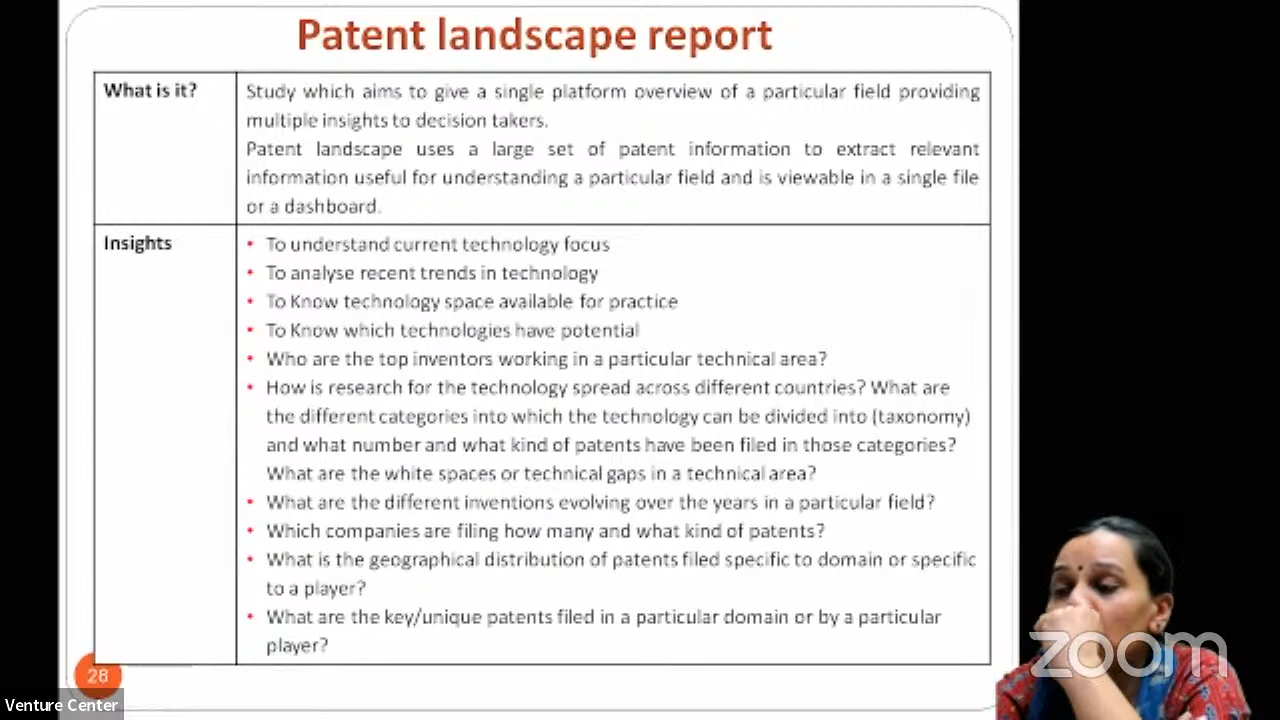 Patent landscape report
What is it?
Study which aims to give a single platform overview of a particular field providing
multiple insights to decision takers.
Patent landscape uses a large set of patent information to extract relevant
information useful for understanding a particular field and is viewable in a single file
or a dashboard.
Insights
• To understand current technology focus
• To analyse recent trends in technology
• To Know technology space available for practice
• To Know which technologies have potential
• Who are the top inventors working in a particular technical area?
• How is research for the technology spread across different countries? What are
the different categories into which the technology can be divided into (taxonomy)
and what number and what kind of patents have been filed in those categories?
What are the white spaces or technical gaps in a technical area?
• What are the different inventions evolving over the years in a particular field?
• Which companies are filing how many and what kind of patents?
• What is the geographical distribution of patents filed specific to domain or specific
to a player?
• What are the key/unique patents filed in a particular domain or by a particular
player?
28
Venture Center
zoom